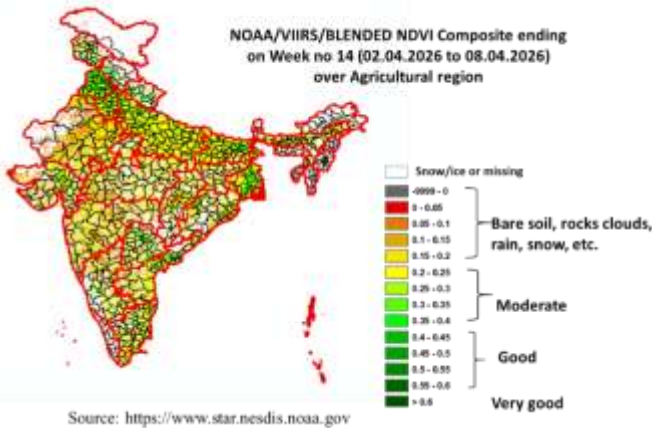 NOAA/VIIRS/BLENDED NDVI Composite ending
on Week no 14 (02.04.2026 to 08.04.2026)
over Agricultural region
Snow/ice or missing
-9999 - 0
0 - 0.05
0.05 - 0.1
0.1 - 0.15
0.15 - 0.2
Bare soil, rocks clouds,
rain, snow, etc.
0.2 - 0.25
0.25 - 0.3
0.3 - 0.35
0.35 - 0.4
Moderate
0.4 - 0.45
0.45 - 0.5
0.5 - 0.55
0.55 - 0.6
Good
> 0.6
Very good
Source: https://www.star.nesdis.noaa.gov